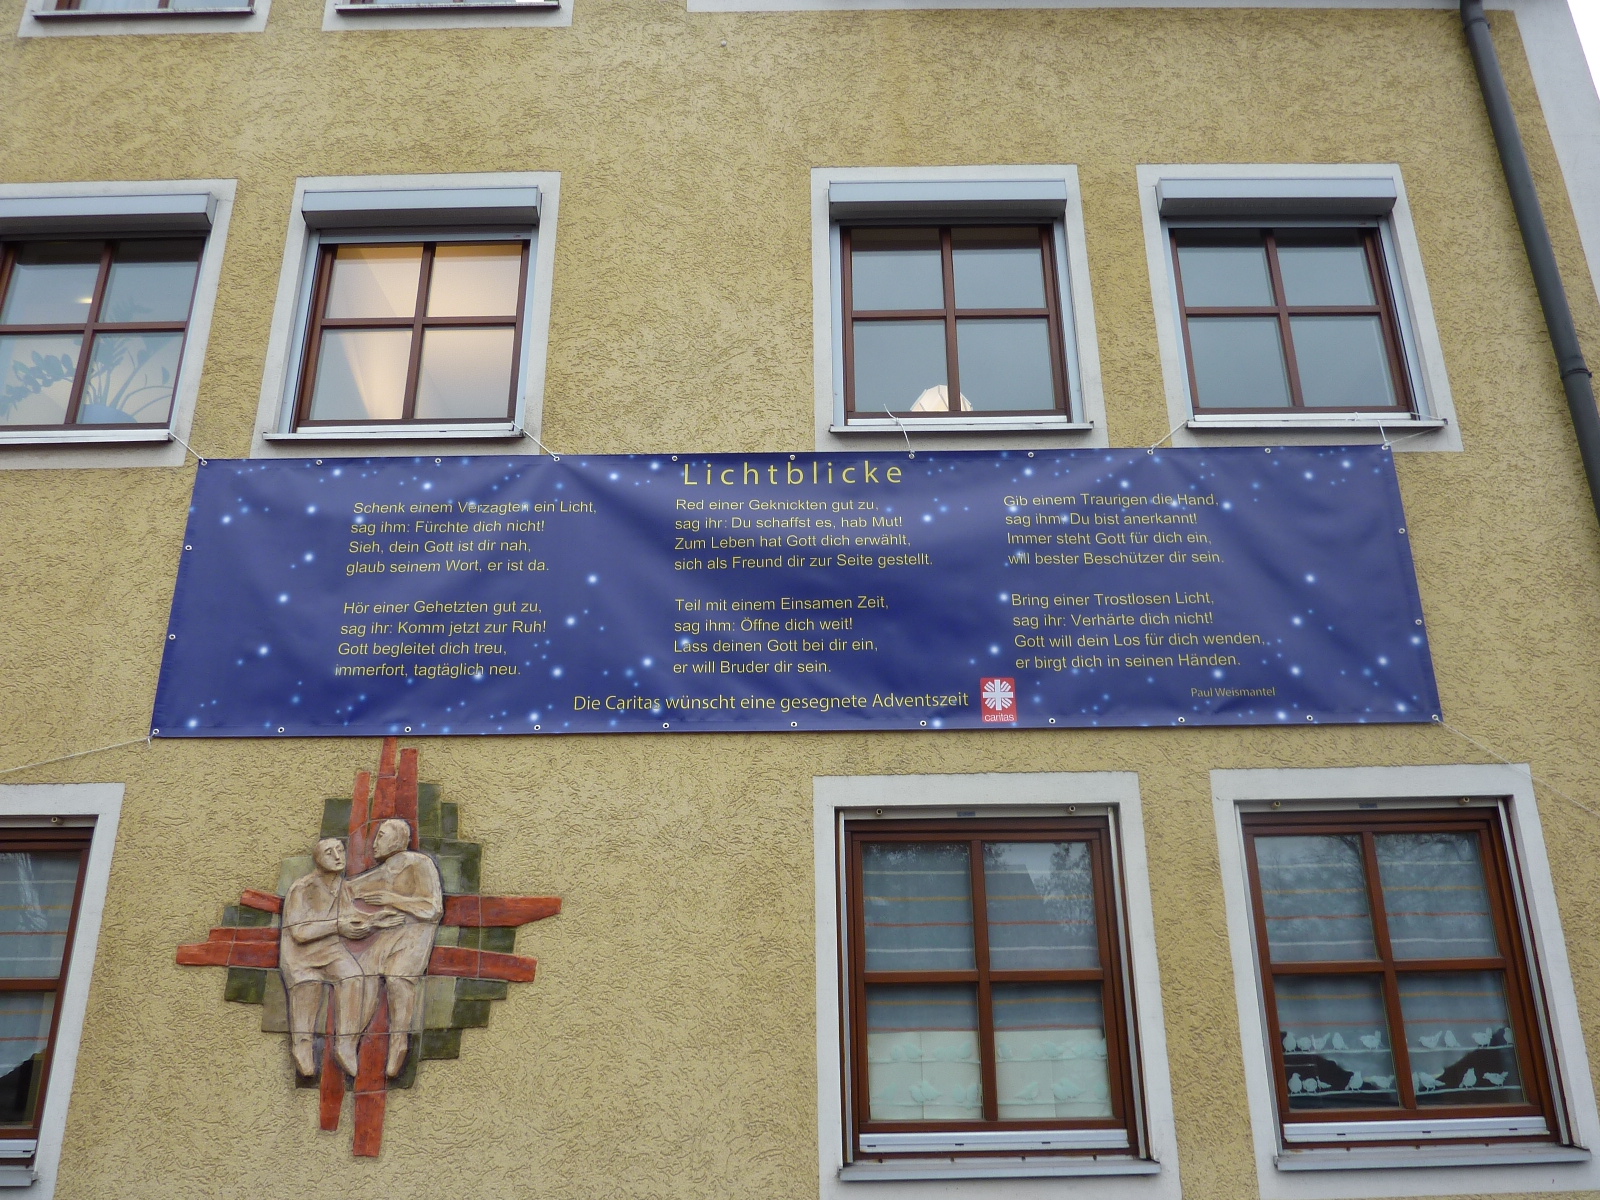 Lichtblicke
Schenk einem Verzagten ein Licht,
sag ihm: Fürchte dich nicht!
Sieh, dein Gott ist dir nah,
glaub seinem Wort, er ist da.
Hör einer Gehetzten gut zu,
sag ihr: Komm jetzt zur Ruh!
Gott begleitet dich treu,
immerfort, tagtäglich neu.
Red einer Geknickten gut zu,
sag ihr: Du schaffst es, hab Mut!
Zum Leben hat Gott dich erwählt,
sich als Freund dir zur Seite gestellt.
Teil mit einem Einsamen Zeit,
sag ihm: Öffne dich weit!
Lass deinen Gott bei dir ein,
er will Bruder dir sein.
Gib einem Traurigen die Hand,
sag ihm: Du bist anerkannt!
Immer steht Gott für dich ein,
will bester Beschützer dir sein.
Bring einer Trostlosen Licht,
sag ihr: Verhärte dich nicht!
Gott will dein Los für dich wenden,
er birgt dich in seinen Händen.
Paul Weismantel
Die Caritas wünscht eine gesegnete Adventszeit
caritas